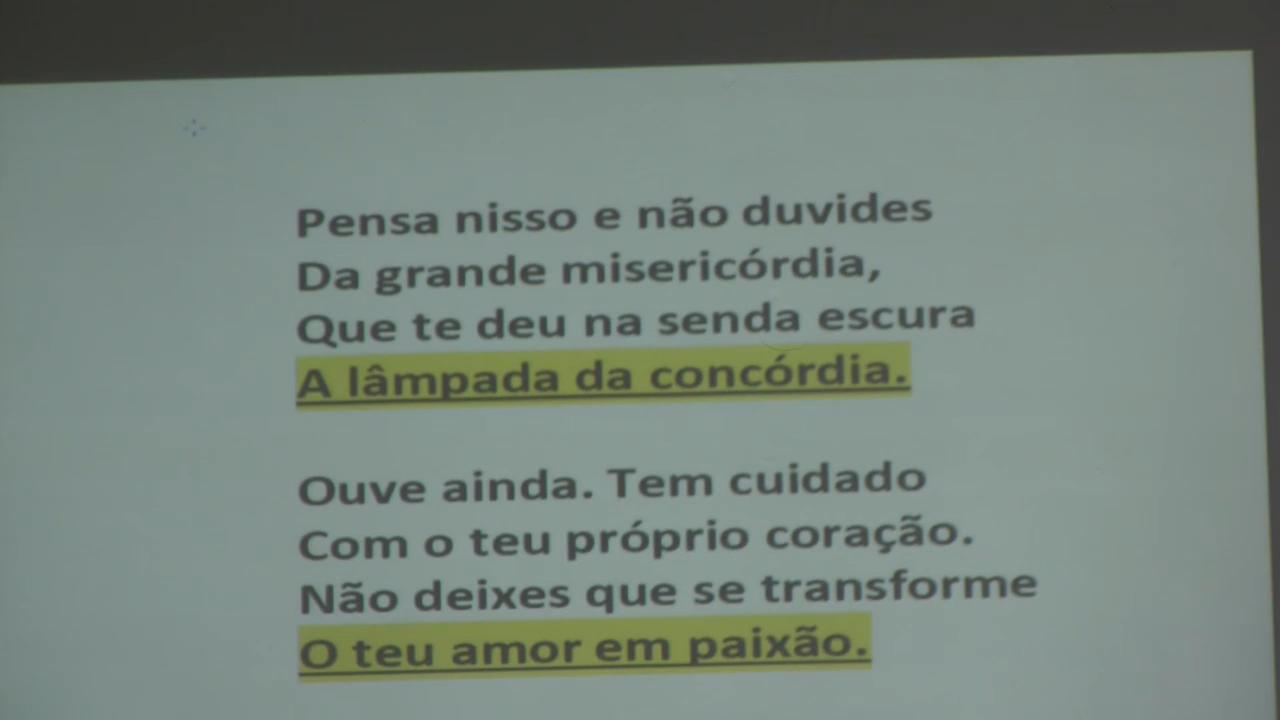 Pensa nisso e não duvides
Da grande misericórdia,
Que te deu na senda escura
A lâmpada da concórdia.
Ouve ainda. Tem cuidado
Com o teu próprio coração.
Não deixes que se transforme
O teu amor em paixão.